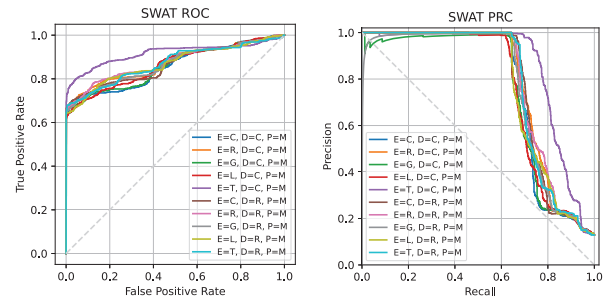 SWAT ROC
1.0
0.8
0.6
0.4
0.2
0.0
True Positive Rate
0.0 0.2 0.4 0.6 0.8 1.0
False Positive Rate
E=C, D=C, P=M
E=R, D=C, P=M
E=G, D=C, P=M
E=L, D=C, P=M
E=T, D=C, P=M
E=C, D=R, P=M
E=R, D=R, P=M
E=G, D=R, P=M
E=L, D=R, P=M
E=T, D=R, P=M
SWAT PRC
1.0
0.8
0.6
0.4
0.2
0.0
Precision
0.0 0.2 0.4 0.6 0.8 1.0
Recall
E=C, D=C, P=M
E=R, D=C, P=M
E=G, D=C, P=M
E=L, D=C, P=M
E=T, D=C, P=M
E=C, D=R, P=M
E=R, D=R, P=M
E=G, D=R, P=M
E=L, D=R, P=M
E=T, D=R, P=M